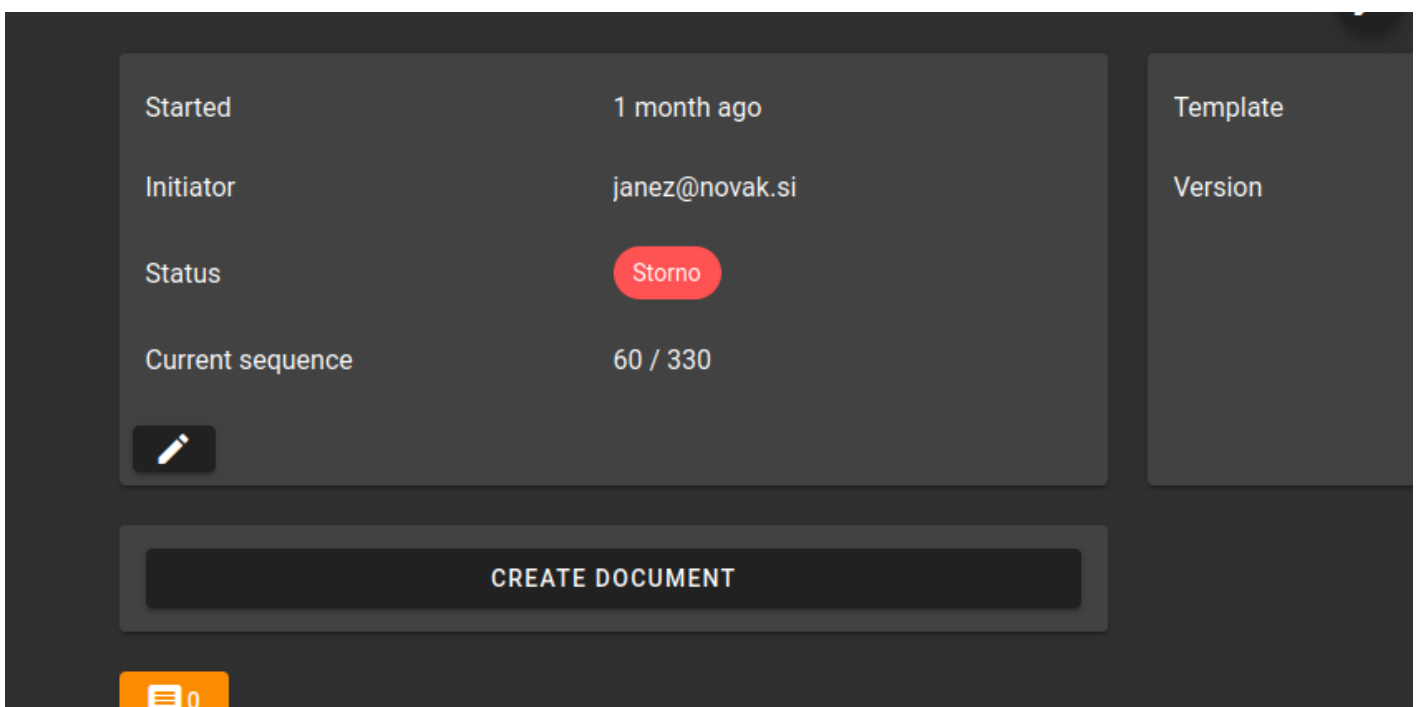 Started 1 month ago
Initiator janez@novak.si
Status Storno
Current sequence 60 / 330
Template
Version
CREATE DOCUMENT
0